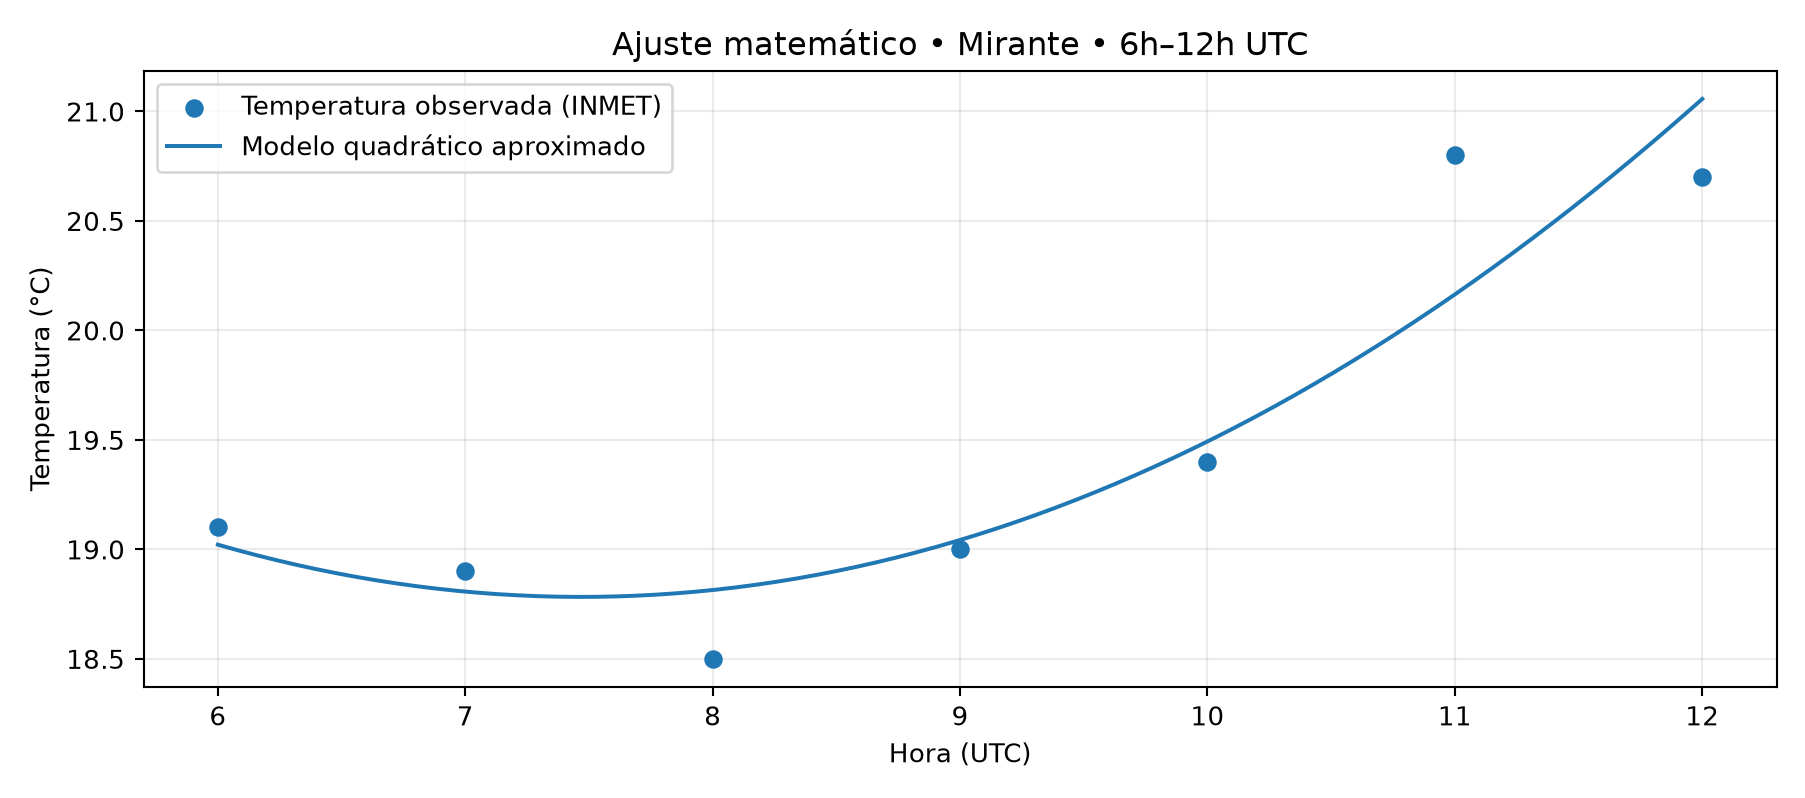 Ajuste matemático • Mirante • 6h–12h UTC
Temperatura observada (INMET)
Modelo quadrático aproximado
Temperatura (°C)
21.0
20.5
20.0
19.5
19.0
18.5
6 7 8 9 10 11 12
Hora (UTC)